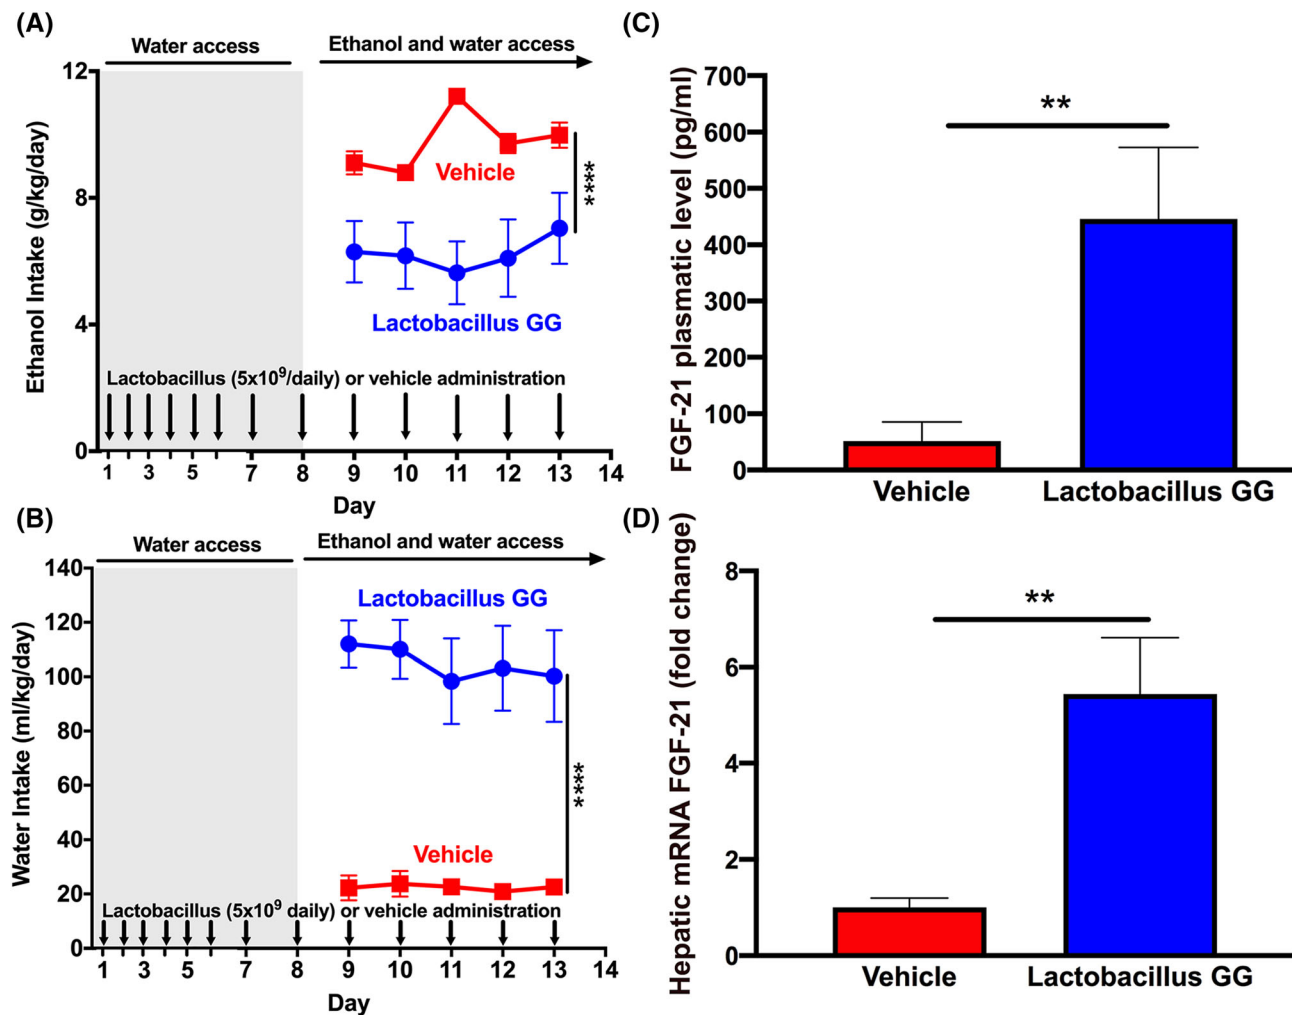 (A)
Water access
Ethanol and water access
Ethanol Intake (g/kg/day)
12
8
4
0
Vehicle
****
Lactobacillus GG
Lactobacillus (5x10⁹/daily) or vehicle administration
1 3 5 7 8 9 10 11 12 13 14
Day
(B)
Water access
Ethanol and water access
Water Intake (ml/kg/day)
140
120
100
80
60
40
20
0
Lactobacillus GG
****
Vehicle
Lactobacillus (5x10⁹ daily) or vehicle administration
1 3 5 7 8 9 10 11 12 13 14
Day
(C)
FGF-21 plasmatic level (pg/ml)
700
600
500
400
300
200
100
0
**
Vehicle Lactobacillus GG
(D)
Hepatic mRNA FGF-21 (fold change)
8
6
4
2
0
**
Vehicle Lactobacillus GG